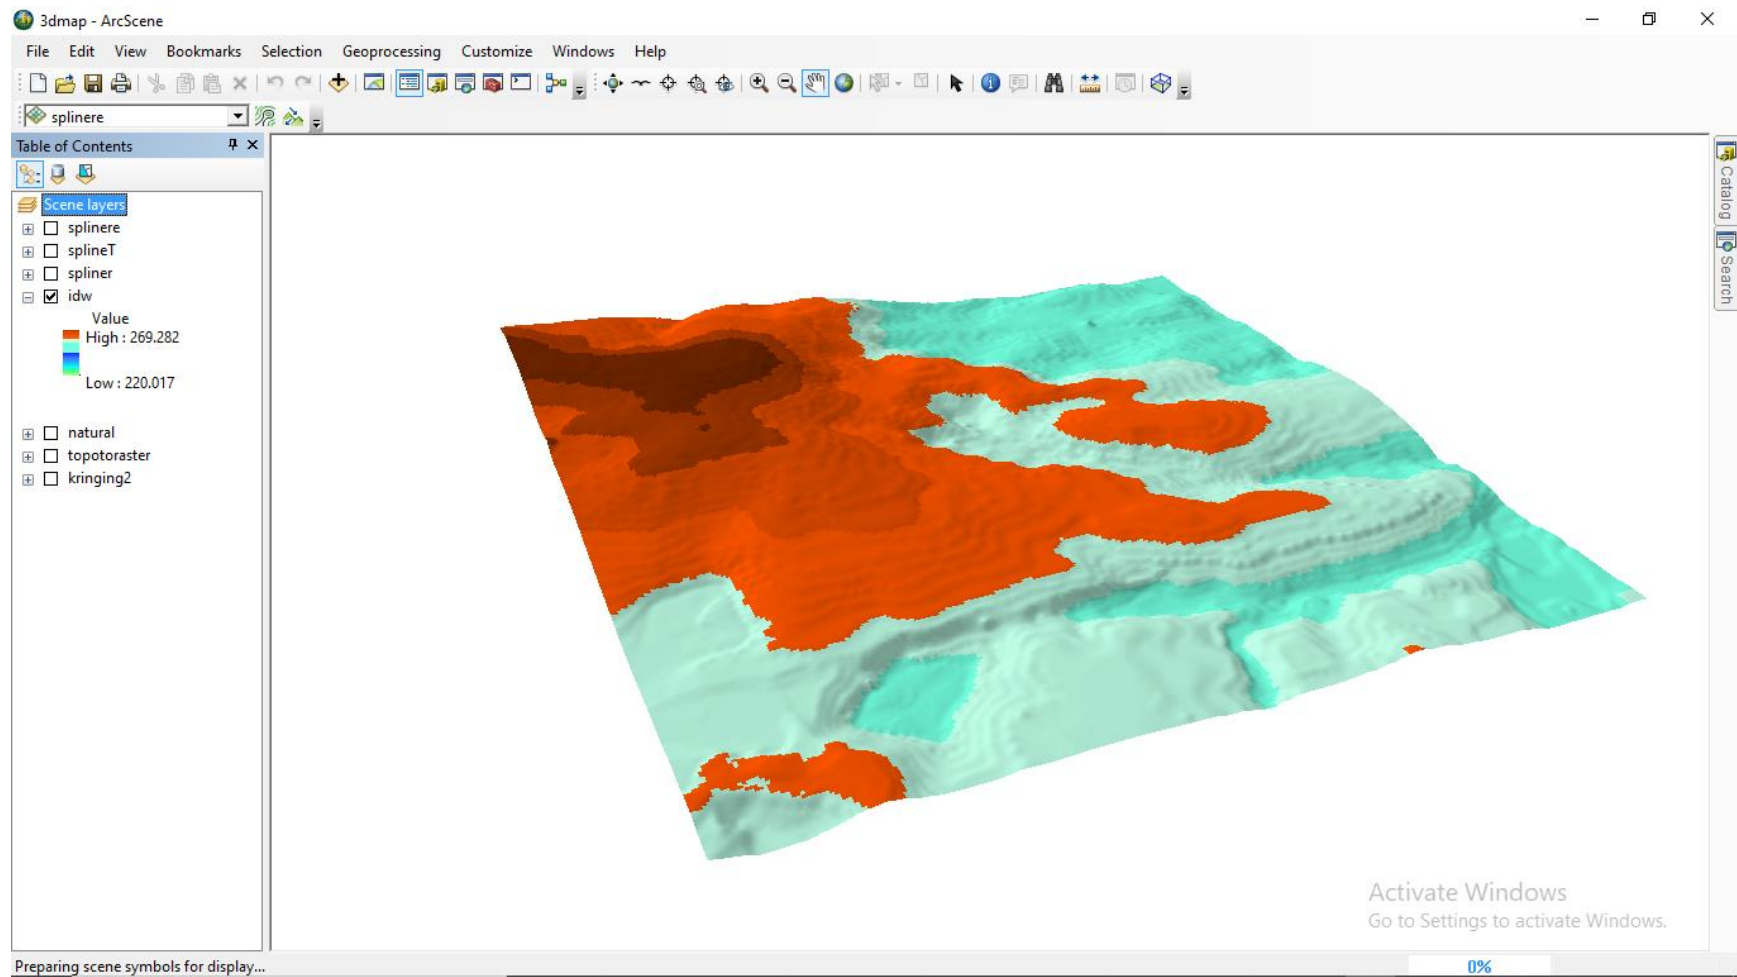 3dmap - ArcScene
File Edit View Bookmarks Selection Geoprocessing Customize Windows Help
splinere
Table of Contents
Scene layers
splinere
splineT
spliner
idw
Value
High : 269.282
Low : 220.017
natural
topotoraster
kringing2
Catalog
Search
Activate Windows
Go to Settings to activate Windows.
Preparing scene symbols for display...
0%